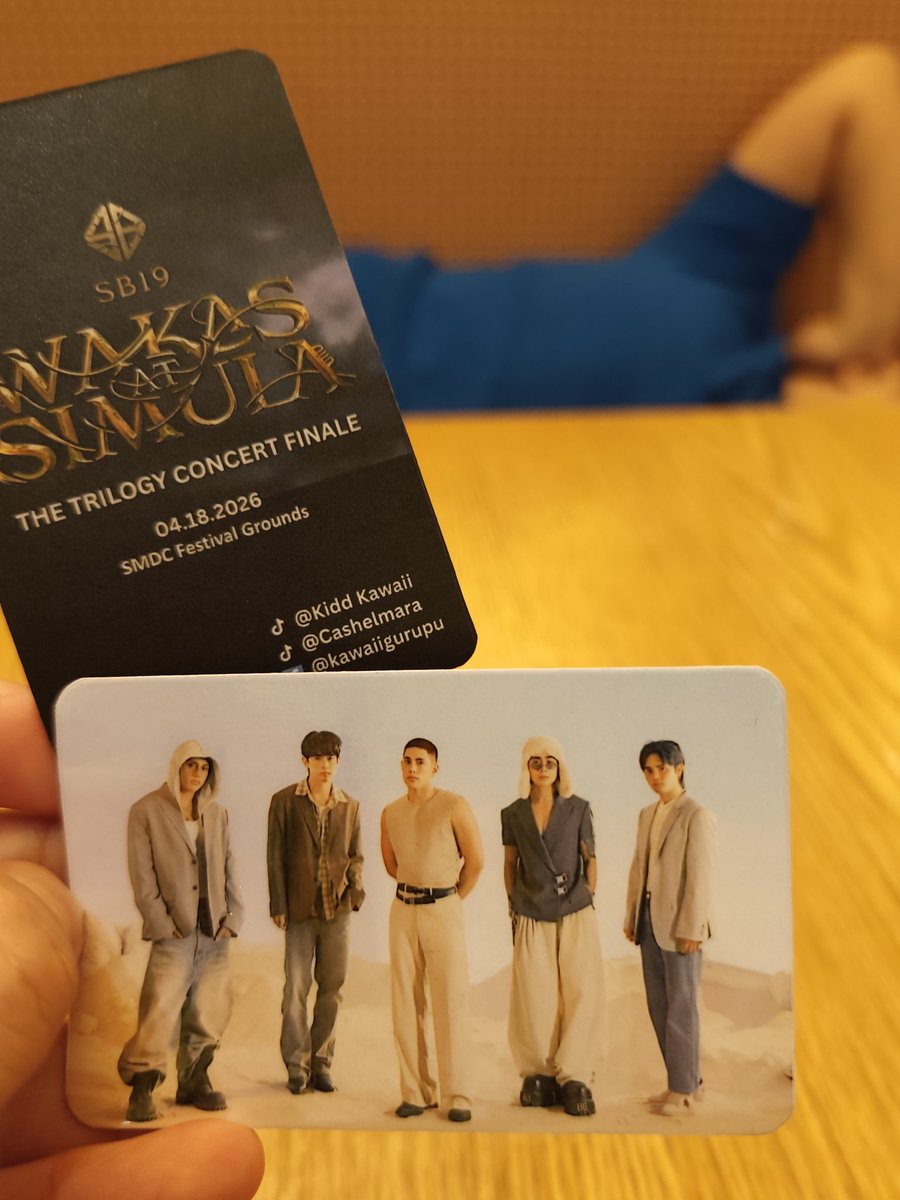 SB19
WAKAS
AT
SIMULA
THE TRILOGY CONCERT FINALE
04.18.2026
SMDC Festival Grounds
@Kidd Kawaii
@Cashelmara
@kawaiigurupu